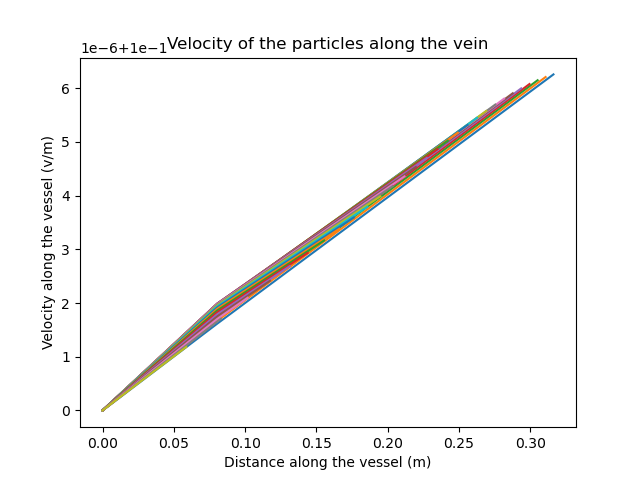 Velocity of the particles along the vein
1e−6+1e−1
6
5
4
3
2
1
0
Velocity along the vessel (v/m)
0.00 0.05 0.10 0.15 0.20 0.25 0.30
Distance along the vessel (m)